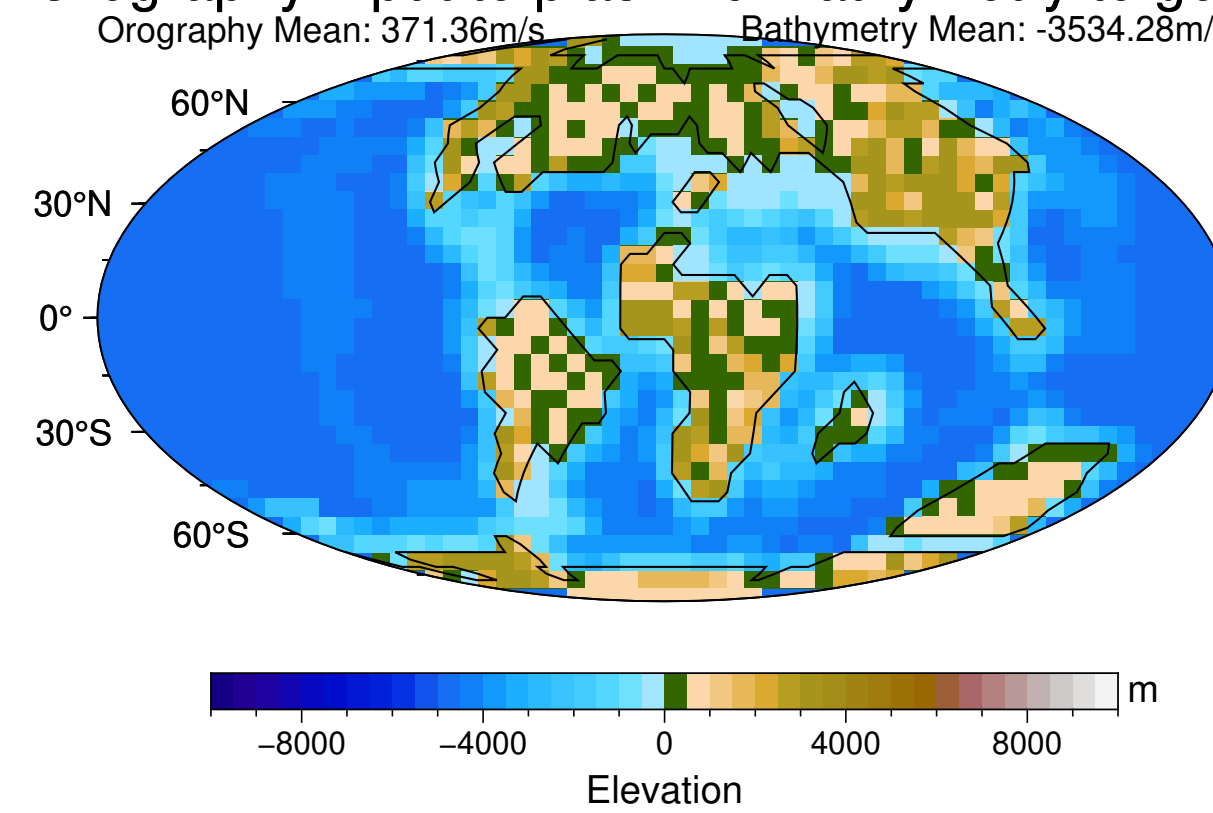 Orography Mean: 371.36m/s Bathymetry Mean: -3534.28m/
60°N
30°N
0°
30°S
60°S
m
−8000 −4000 0 4000 8000
Elevation